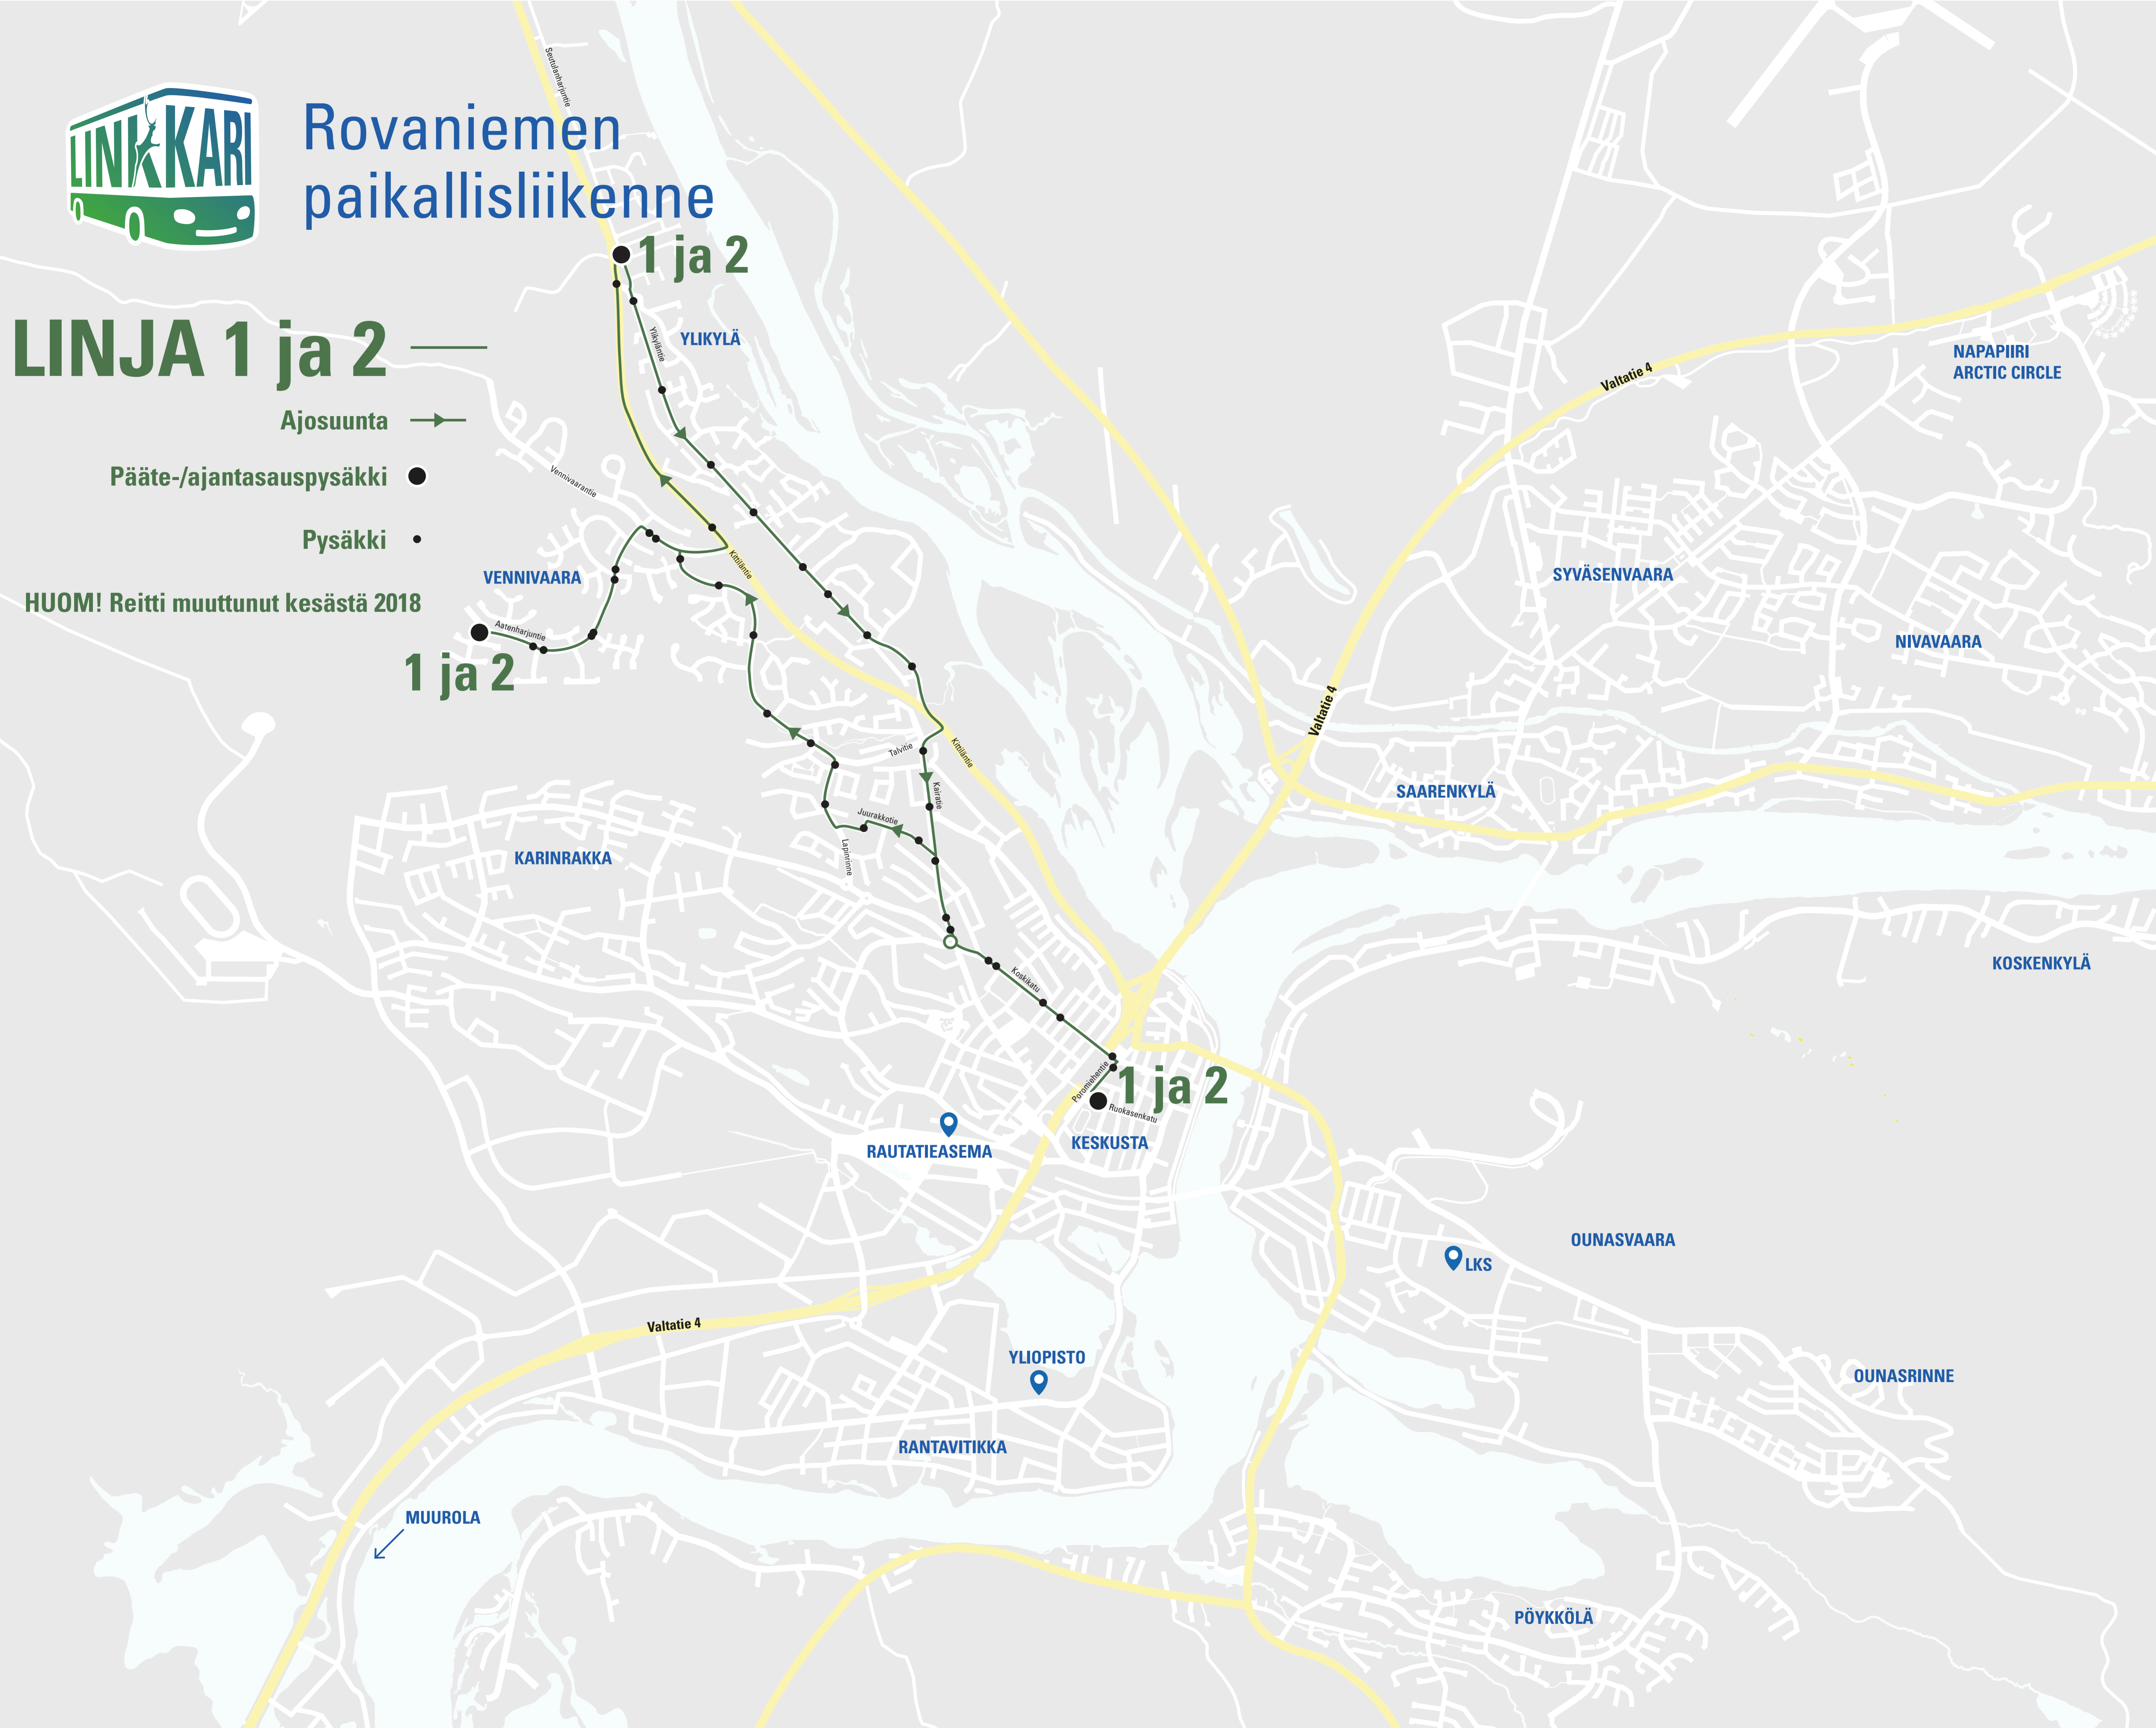 Seutulanharjuntie
LINKKARI
Rovaniemen
paikallisliikenne
1 ja 2
LINJA 1 ja 2
Ylikyläntie
YLIKYLÄ
NAPAPIIRI
ARCTIC CIRCLE
Valtatie 4
Ajosuunta
Pääte-/ajantasauspysäkki
Vennivaarantie
Pysäkki
Kittiläntie
VENNIVAARA
SYVÄSENVAARA
HUOM! Reitti muuttunut kesästä 2018
Aatenharjuntie
NIVAVAARA
1 ja 2
Valtatie 4
Talvitie
Kittiläntie
SAARENKYLÄ
Kairatie
Juurakkotie
Lapinrinne
KARINRAKKA
KOSKENKYLÄ
Koskikatu
Poromiehentie
1 ja 2
Ruokasenkatu
RAUTATIEASEMA
KESKUSTA
OUNASVAARA
LKS
Valtatie 4
YLIOPISTO
OUNASRINNE
RANTAVITIKKA
MUUROLA
PÖYKKÖLÄ